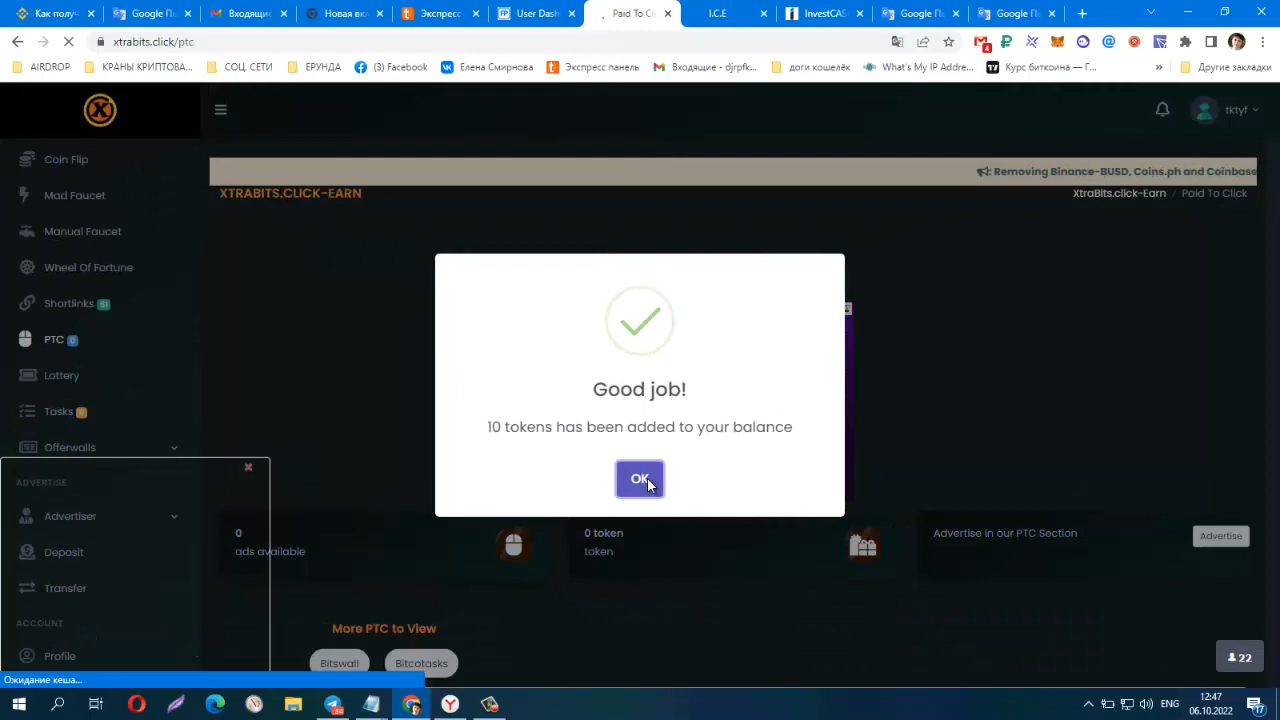 Как получ
Google П
Входящие
Новая вкл
Экспресс
User Dash
Paid To Cli
I.C.E
InvestCAS
Google П
Google П
xtrabits.click/ptc
AIRDROP
КРАНЫ КРИПТОВА...
СОЦ. СЕТИ
ЕРУНДА
(3) Facebook
Елена Смирнова
Экспресс панель
Входящие - djrpfk...
доги кошелёк
What's My IP Addre...
Курс биткоина — Г...
»
Другие закладки
tktyf
Coin Flip
Mad Faucet
Manual Faucet
Wheel Of Fortune
Shortlinks 51
PTC 0
Lottery
Tasks 0
Offerwalls
ADVERTISE
Advertiser
Deposit
Transfer
ACCOUNT
Profile
: Removing Binance-BUSD, Coins.ph and Coinbase
XTRABITS.CLICK-EARN
XtraBits.click-Earn / Paid To Click
Good job!
10 tokens has been added to your balance
OK
0
ads available
0 token
token
Advertise in our PTC Section
Advertise
More PTC to View
Bitswall
Bitcotasks
22
Ожидание кеша...
ENG
12:47
06.10.2022
17